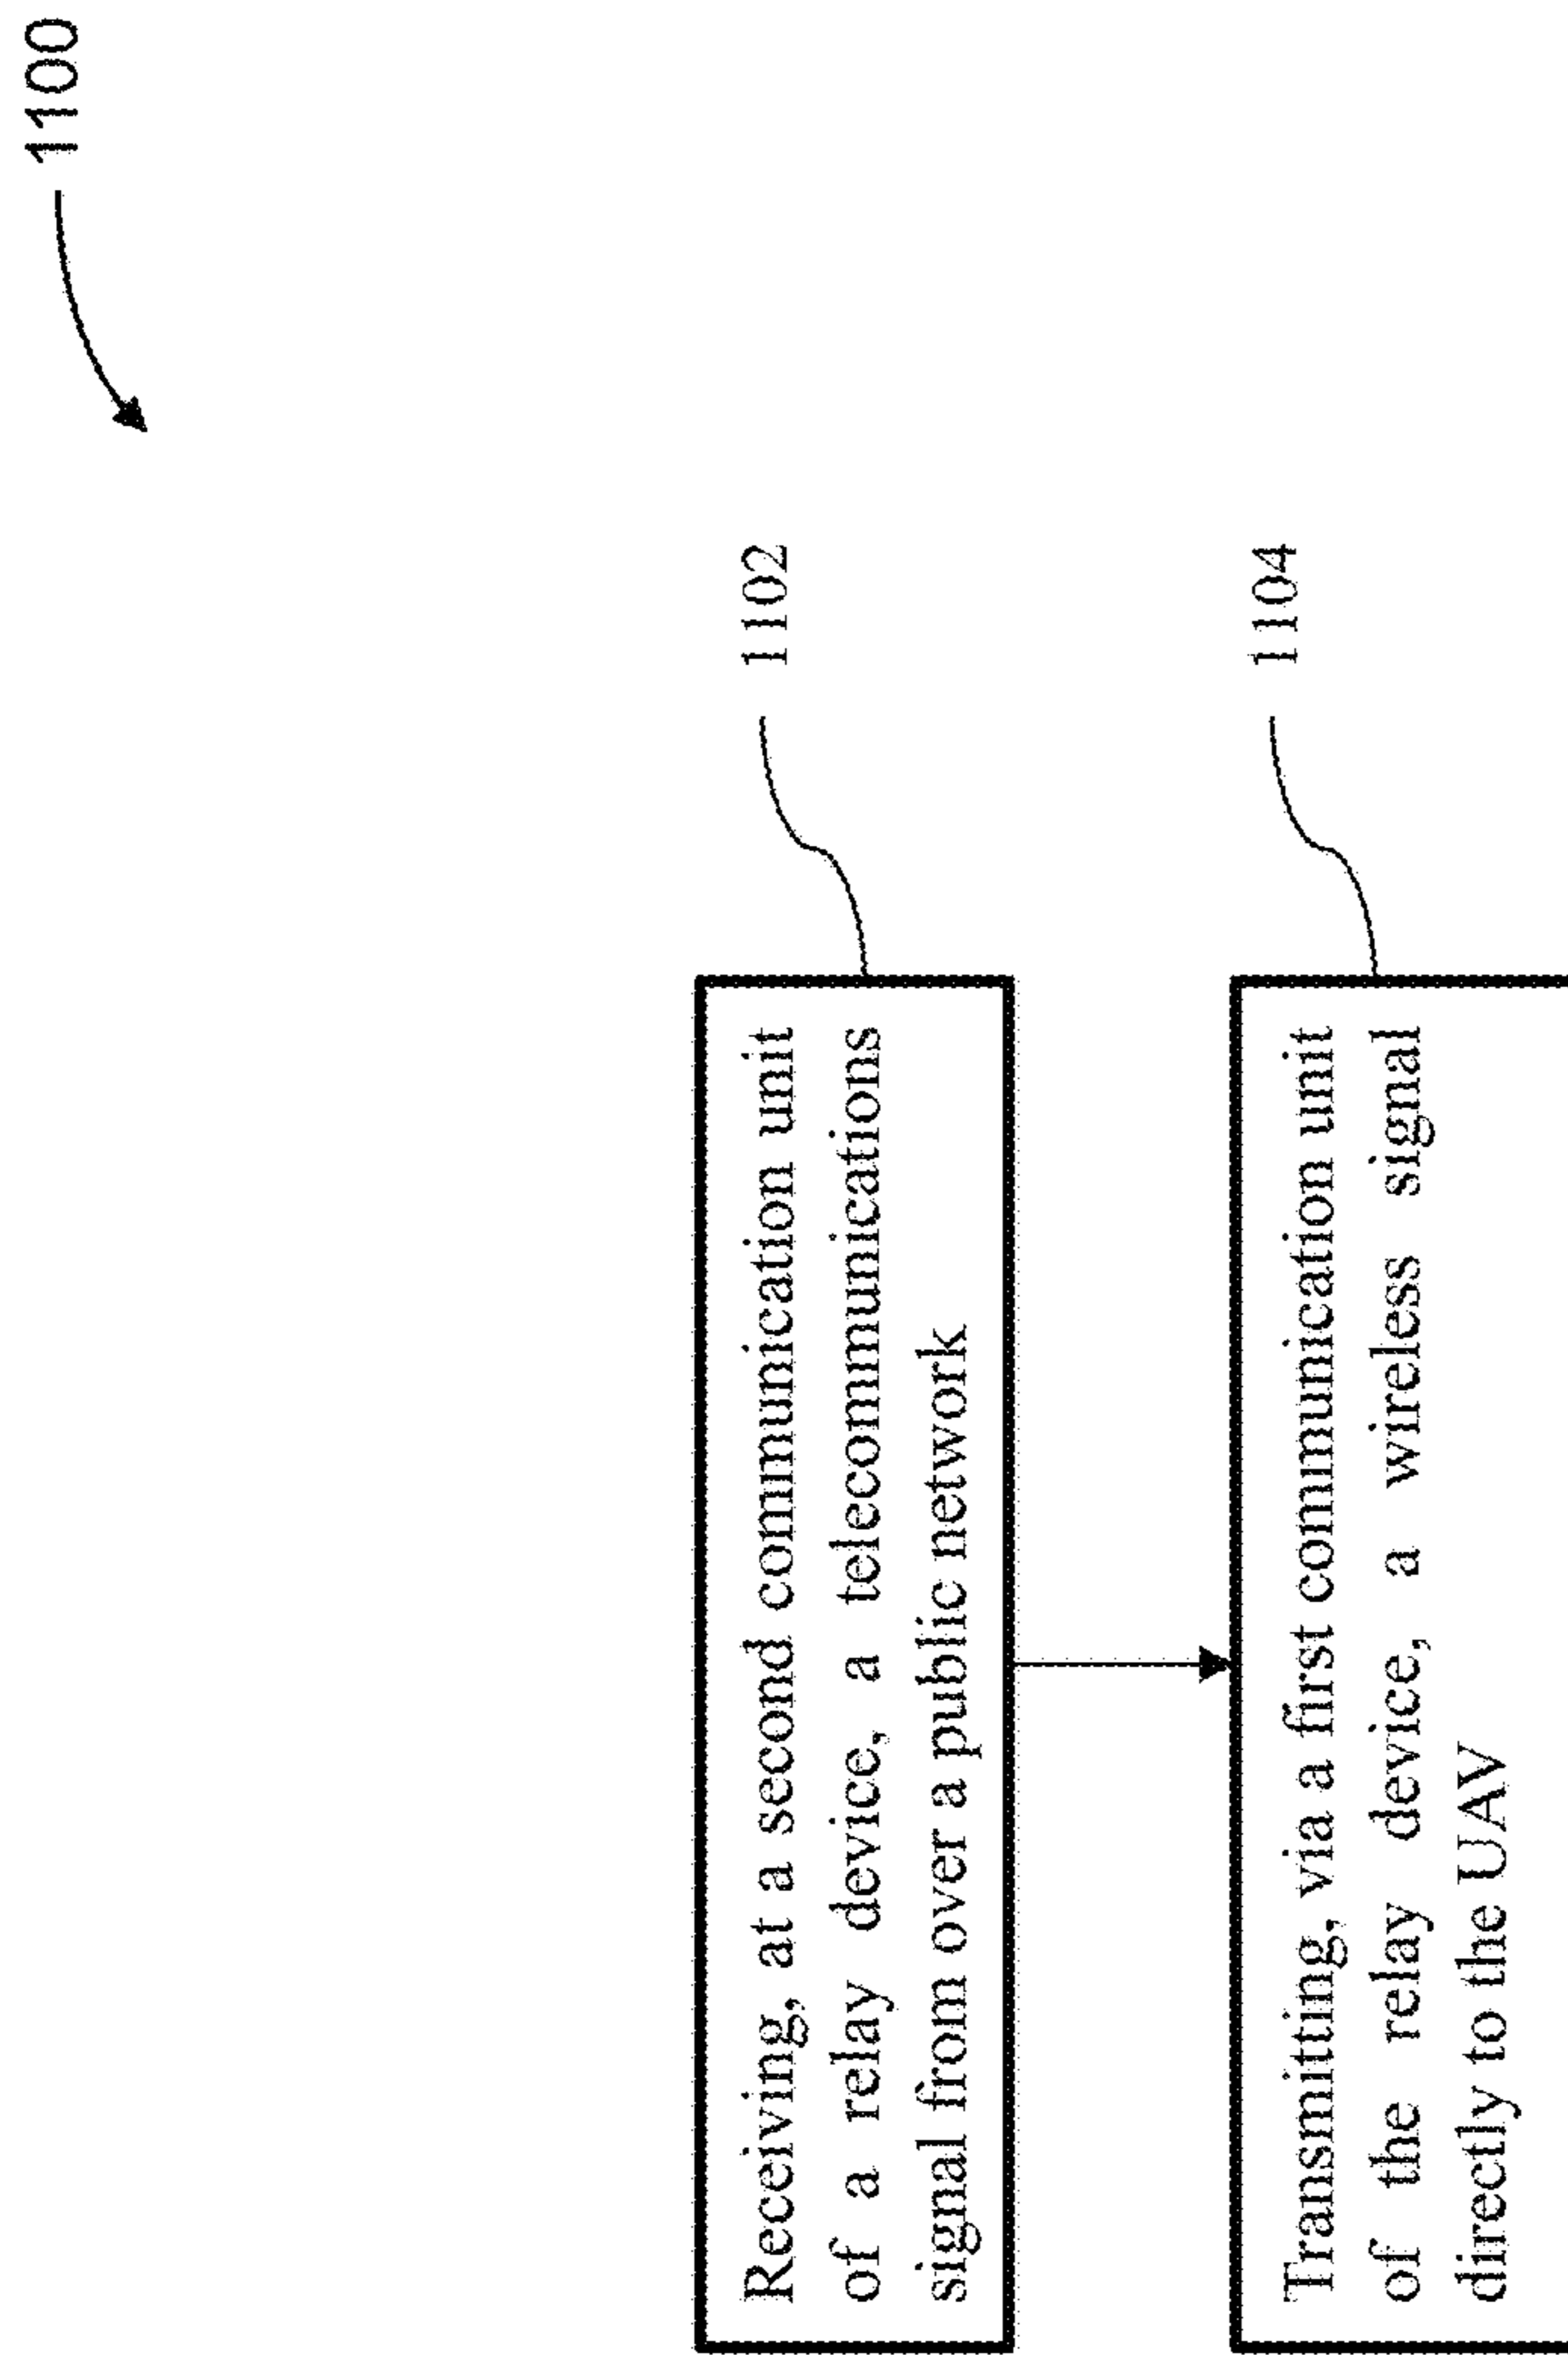 1100
Receiving, at a second communication unit
of a relay device, a telecommunications
signal from over a public network
1102
Transmitting, via a first communication unit
of the relay device, a wireless signal
directly to the UAV
1104